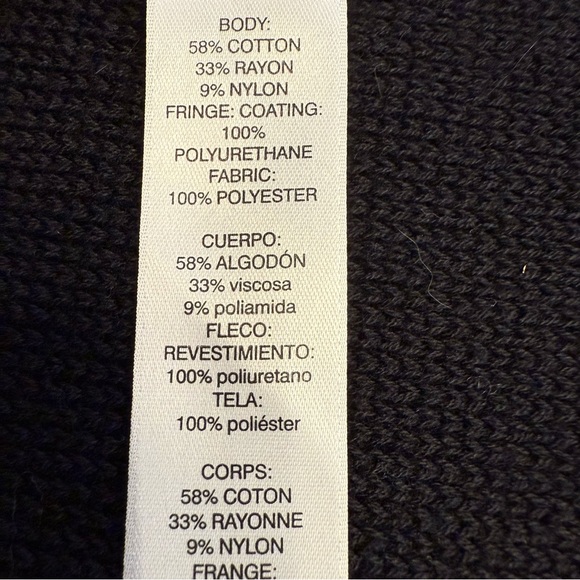 BODY:
58% COTTON
33% RAYON
9% NYLON
FRINGE: COATING:
100%
POLYURETHANE
FABRIC:
100% POLYESTER
CUERPO:
58% ALGODÓN
33% viscosa
9% poliamida
FLECO:
REVESTIMIENTO:
100% poliuretano
TELA:
100% poliéster
CORPS:
58% COTON
33% RAYONNE
9% NYLON
FRANGE: